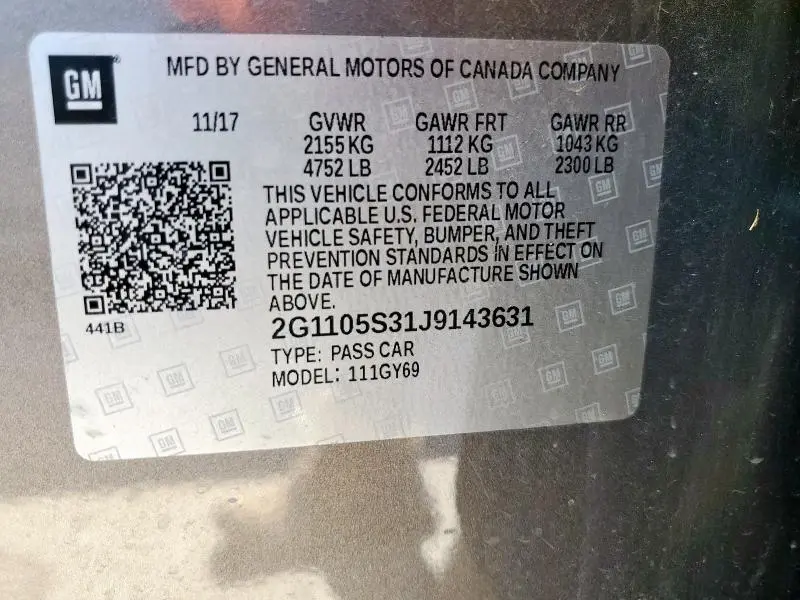 GM
MFD BY GENERAL MOTORS OF CANADA COMPANY
11/17 GVWR GAWR FRT GAWR RR
2155 KG 1112 KG 1043 KG
4752 LB 2452 LB 2300 LB
THIS VEHICLE CONFORMS TO ALL
APPLICABLE U.S. FEDERAL MOTOR
VEHICLE SAFETY, BUMPER, AND THEFT
PREVENTION STANDARDS IN EFFECT ON
THE DATE OF MANUFACTURE SHOWN
ABOVE.
441B
2G1105S31J9143631
TYPE: PASS CAR
MODEL: 111GY69